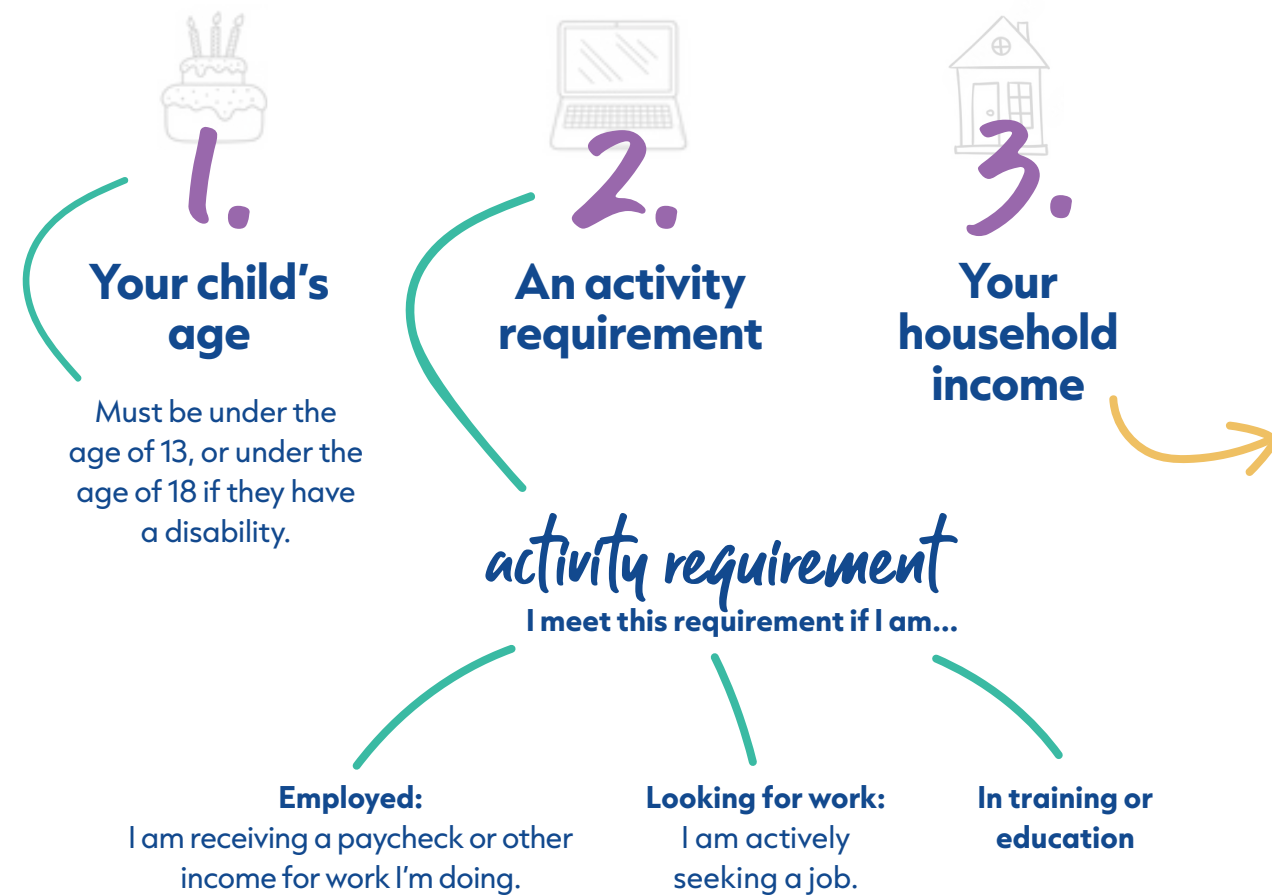 1.
Your child's
age
Must be under the
age of 13, or under the
age of 18 if they have
a disability.
2.
An activity
requirement
3.
Your
household
income
activity requirement
I meet this requirement if I am...
Employed:
I am receiving a paycheck or other
income for work I'm doing.
Looking for work:
I am actively
seeking a job.
In training or
education